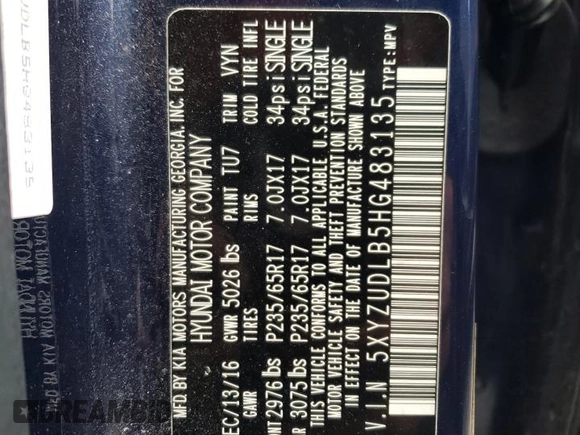 MFD BY KIA MOTORS MANUFACTURING GEORGIA, INC. FOR
HYUNDAI MOTOR COMPANY
EC/13/16 GVWR 5026 lbs PAINT TU7 TRIM VYN
GAWR RIMS COLD TIRE INFL
NT 2976 lbs P235/65R17 7.0JX17 34psi SINGLE
R 3075 lbs P235/65R17 7.0JX17 34psi SINGLE
THIS VEHICLE CONFORMS TO ALL APPLICABLE U.S.A. FEDERAL
MOTOR VEHICLE SAFETY AND THEFT PREVENTION STANDARDS
IN EFFECT ON THE DATE OF MANUFACTURE SHOWN ABOVE
V.I.N 5XYZUDLB5HG483135 TYPE:MPV
UDLB5HG483135
DREAMBID